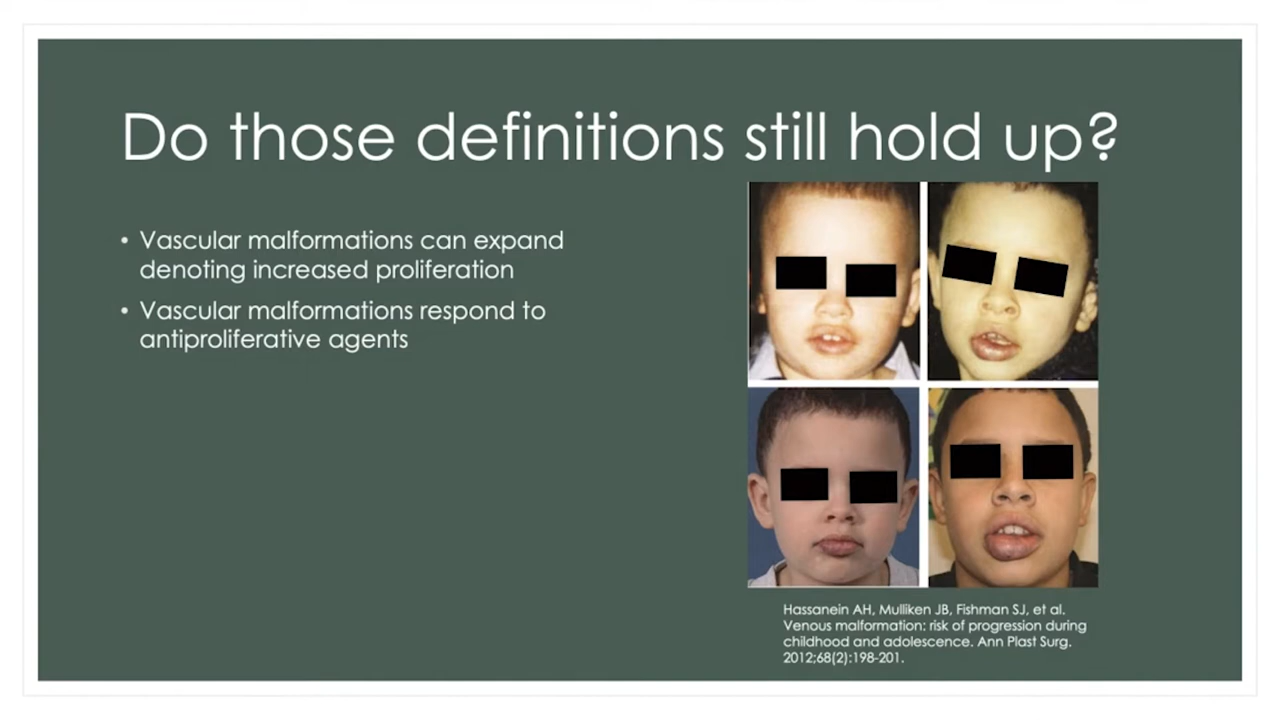 Do those definitions still hold up?
• Vascular malformations can expand
denoting increased proliferation
• Vascular malformations respond to
antiproliferative agents
Hassanein AH, Mulliken JB, Fishman SJ, et al.
Venous malformation: risk of progression during
childhood and adolescence. Ann Plast Surg.
2012;68(2):198-201.